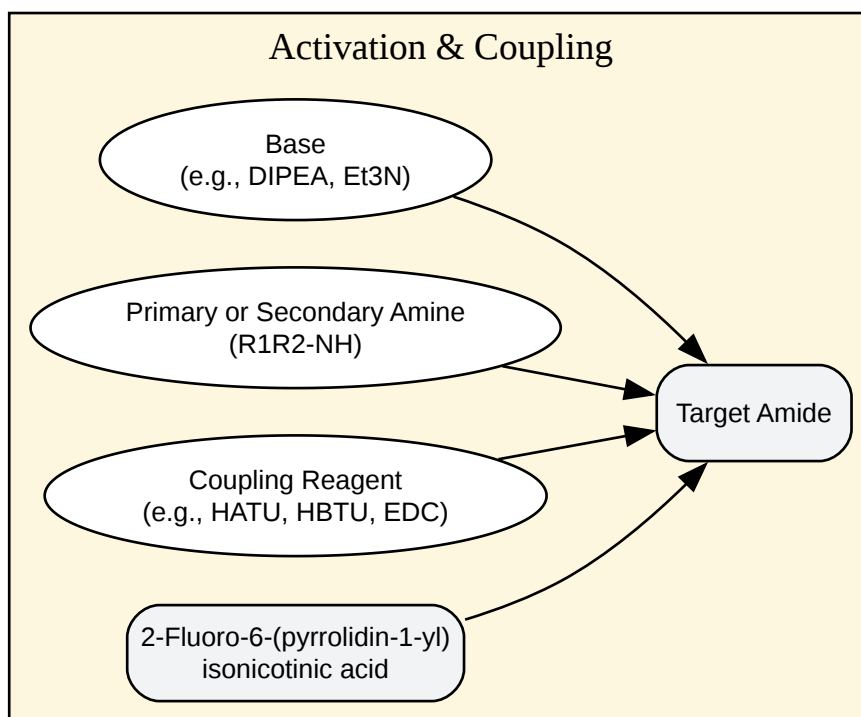 Activation & Coupling
Base
(e.g., DIPEA, Et3N)
Primary or Secondary Amine
(R1R2-NH)
Target Amide
Coupling Reagent
(e.g., HATU, HBTU, EDC)
2-Fluoro-6-(pyrrolidin-1-yl)
isonicotinic acid